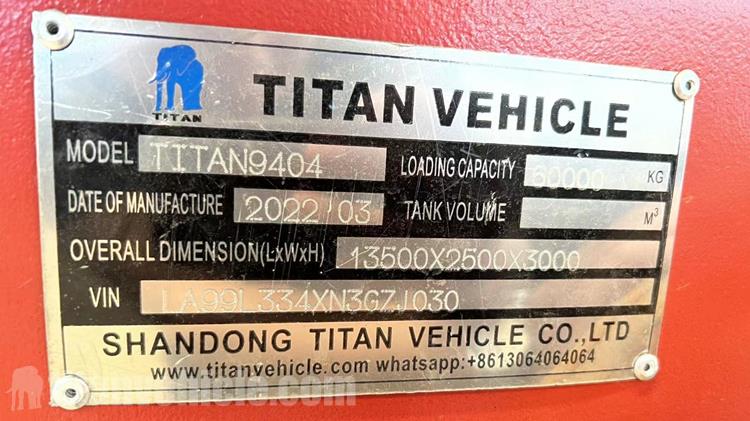 TITAN
TITAN VEHICLE
MODEL TITAN9404 LOADING CAPACITY 60000 KG
DATE OF MANUFACTURE 2022 03 TANK VOLUME M³
OVERALL DIMENSION(LxWxH) 13500X2500X3000
VIN LA99L334XN3GZJ030
SHANDONG TITAN VEHICLE CO.,LTD
www.titanvehicle.com whatsapp:+8613064064064